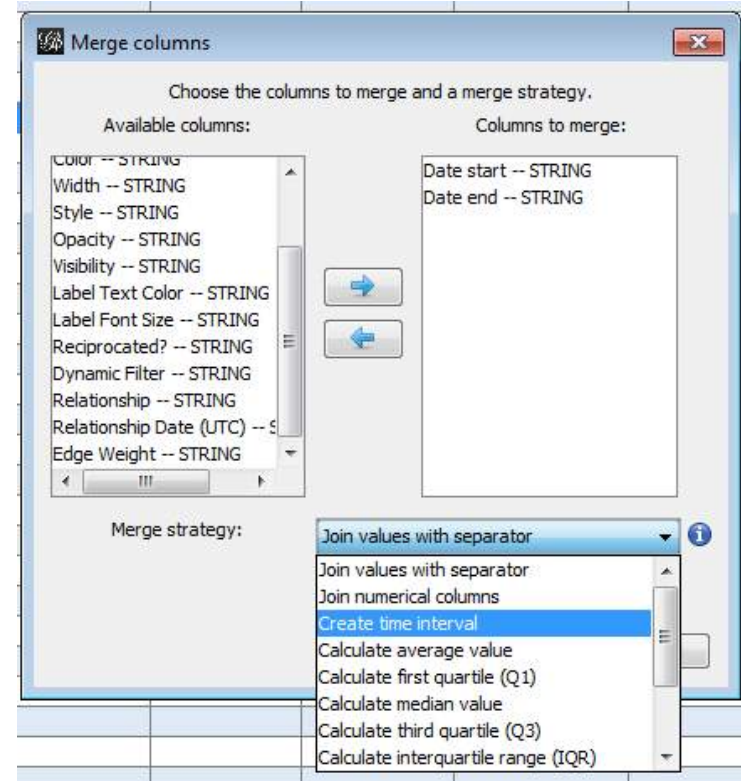 Merge columns
Choose the columns to merge and a merge strategy.
Available columns:
Columns to merge:
Color -- STRING
Width -- STRING
Style -- STRING
Opacity -- STRING
Visibility -- STRING
Label Text Color -- STRING
Label Font Size -- STRING
Reciprocated? -- STRING
Dynamic Filter -- STRING
Relationship -- STRING
Relationship Date (UTC) -- S
Edge Weight -- STRING
Date start -- STRING
Date end -- STRING
Merge strategy:
Join values with separator
Join values with separator
Join numerical columns
Create time interval
Calculate average value
Calculate first quartile (Q1)
Calculate median value
Calculate third quartile (Q3)
Calculate interquartile range (IQR)